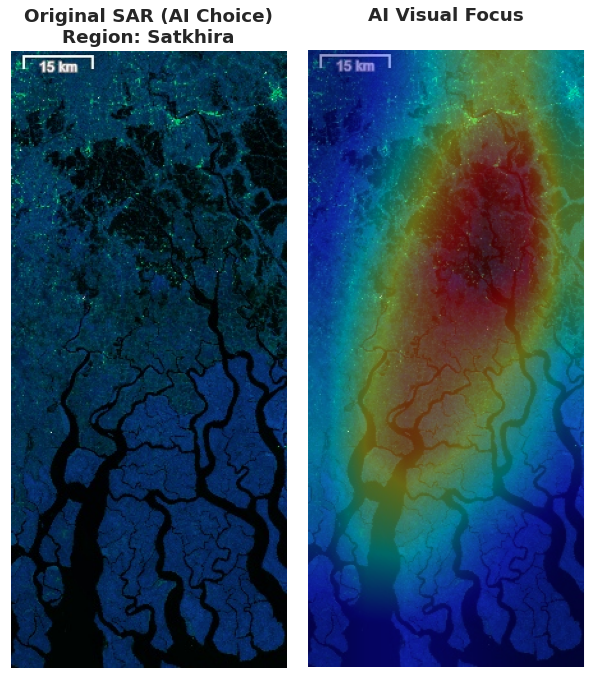 Original SAR (AI Choice)
Region: Satkhira
AI Visual Focus
15 km
15 km